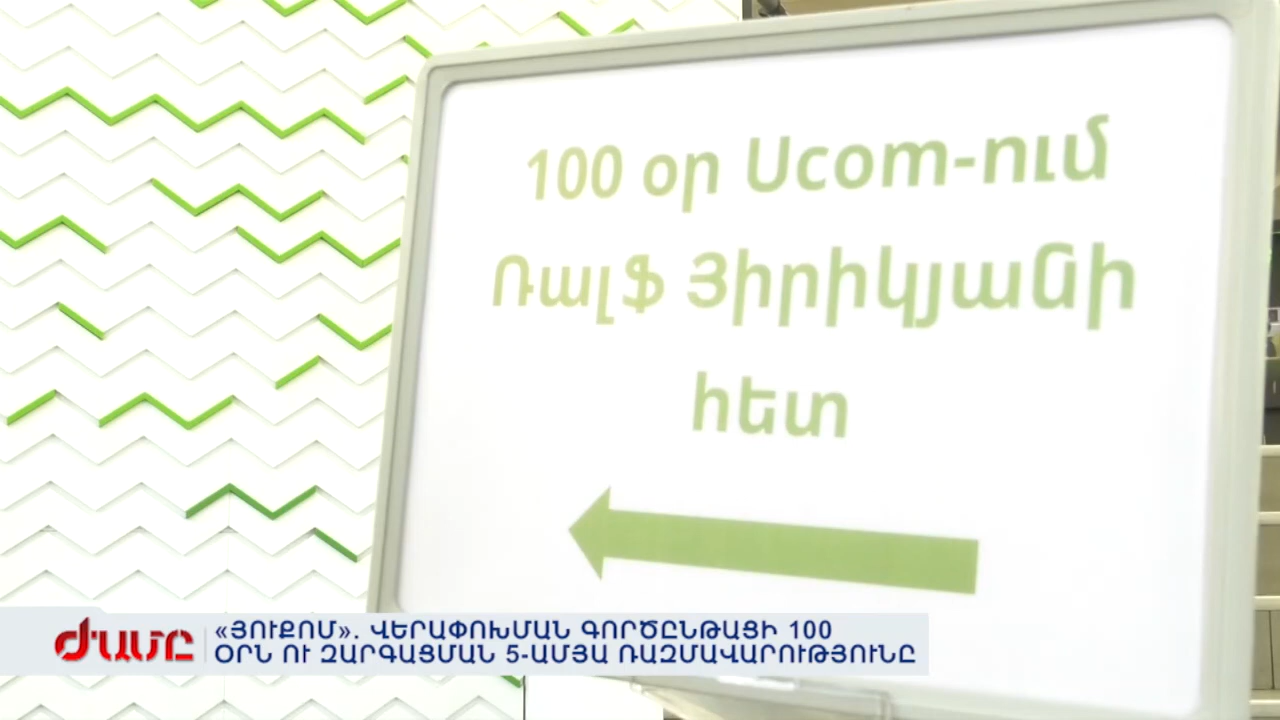 100 օր Ucom-ում
Ռալֆ Յիրիկյանի
հետ
ԺԱՄԸ
«ՅՈՒՔՈՄ». ՎԵՐԱՓՈԽՄԱՆ ԳՈՐԾԸՆԹԱՑԻ 100
ՕՐՆ ՈՒ ԶԱՐԳԱՑՄԱՆ 5-ԱՄՅԱ ՌԱԶՄԱՎԱՐՈՒԹՅՈՒՆԸ